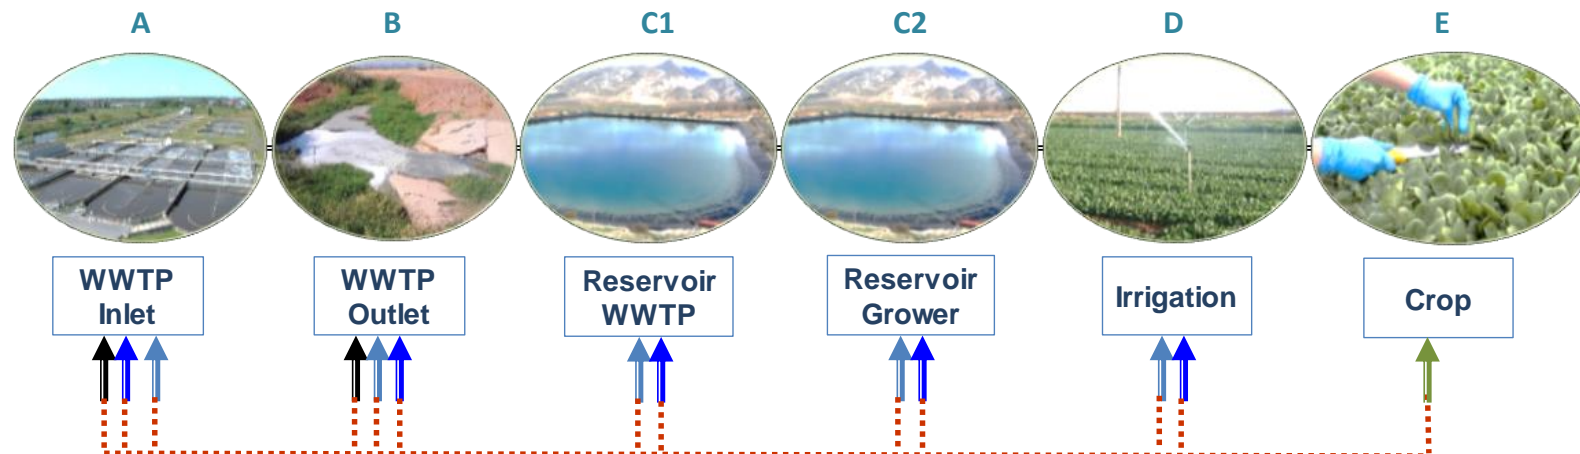 A
B
C1
C2
D
E
WWTP
Inlet
WWTP
Outlet
Reservoir
WWTP
Reservoir
Grower
Irrigation
Crop